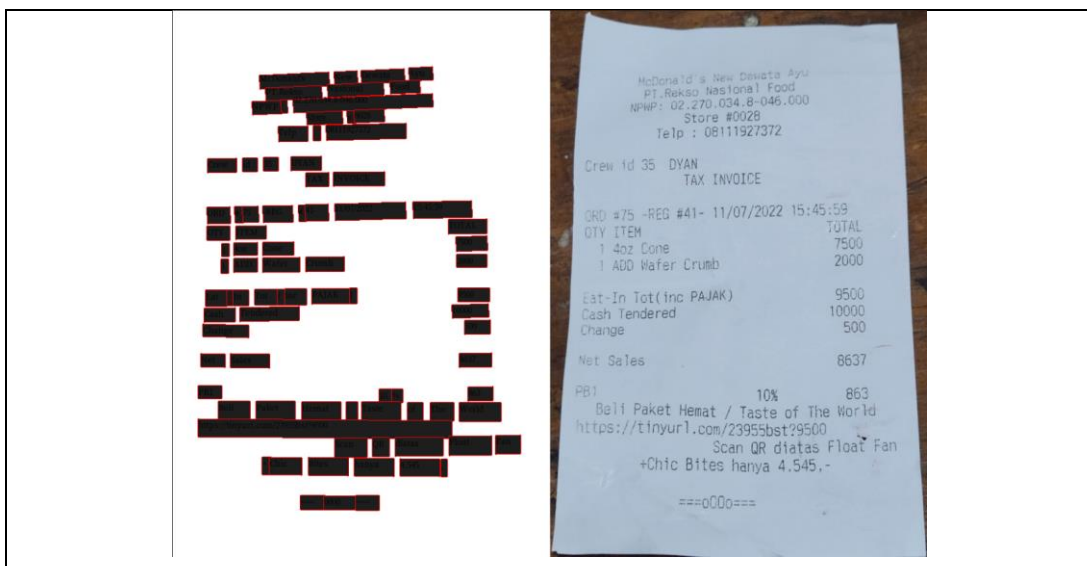 McDonald's New Dewata Ayu
PT.Rekso Nasional Food
NPWP: 02.270.034.8-046.000
Store #0028
Telp : 08111927372
Crew id 35 DYAN
TAX INVOICE
ORD #75 -REG #41- 11/07/2022 15:45:59
QTY ITEM TOTAL
1 4oz Cone 7500
1 ADD Wafer Crumb 2000
Eat-In Tot(inc PAJAK) 9500
Cash Tendered 10000
Change 500
Net Sales 8637
PB1 10% 863
Bali Paket Hemat / Taste of The World
https://tinyurl.com/23955bst?9500
Scan QR diatas Float Fan
+Chic Bites hanya 4.545,-
===oOOo===